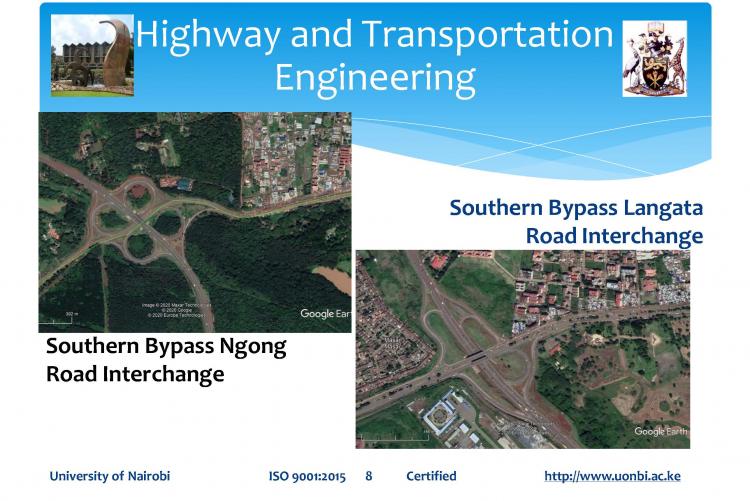 Highway and Transportation
Engineering
Southern Bypass Langata
Road Interchange
Image © 2020 Maxar Technologies
© 2020 Google
© 2020 Europa Technologies
Google Eart
Southern Bypass Ngong
Road Interchange
Google Earth
University of Nairobi ISO 9001:2015 8 Certified http://www.uonbi.ac.ke